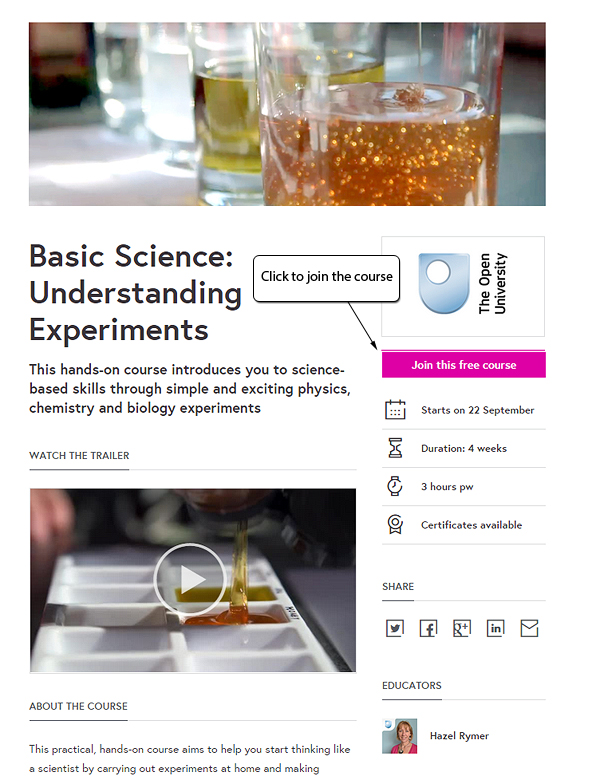 Basic Science:
Understanding
Experiments
This hands-on course introduces you to science-
based skills through simple and exciting physics,
chemistry and biology experiments
WATCH THE TRAILER
ABOUT THE COURSE
This practical, hands-on course aims to help you start thinking like
a scientist by carrying out experiments at home and making
Click to join the course
The Open
University
Join this free course
Starts on 22 September
Duration: 4 weeks
3 hours pw
Certificates available
SHARE
EDUCATORS
Hazel Rymer